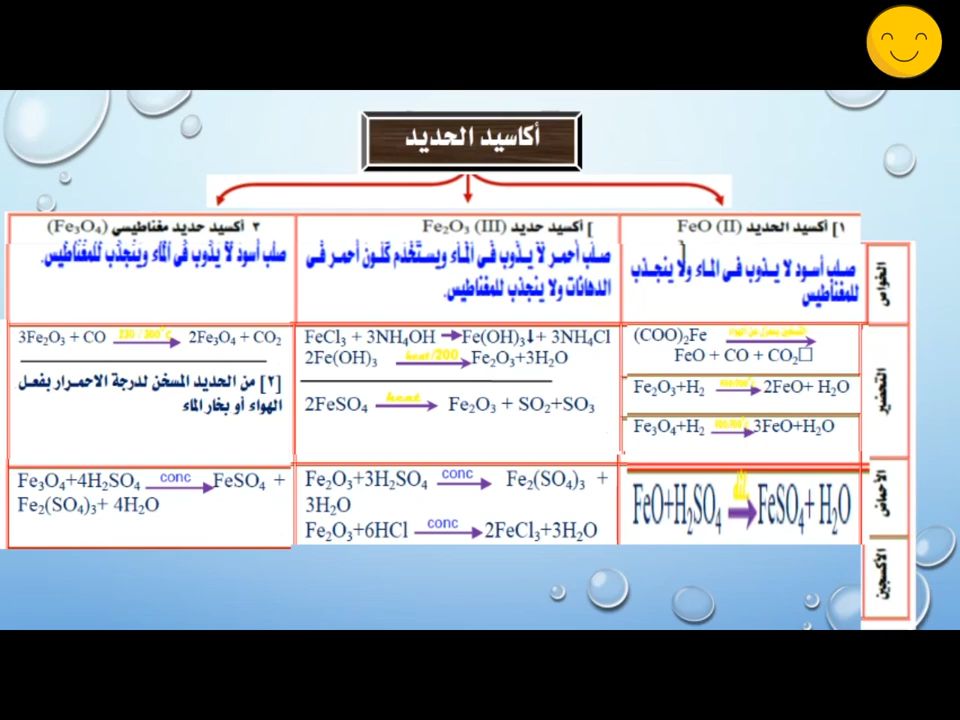 أكاسيد الحديد
١] أكسيد الحديد FeO (II)
] أكسيد حديد Fe₂O₃ (III)
٣ أكسيد حديد مغناطيسي (Fe₃O₄)
الخواص
صلب أسود لا يذوب فى الماء ولا ينجذب
للمغناطيس
صلب أحمر لا يذوب فى الماء ويستخدم كلون أحمر فى
الدهانات ولا ينجذب للمغناطيس.
صلب أسود لا يذوب فى الماء وينجذب للمغناطيس.
التحضير
(COO)₂Fe ⟶
FeO + CO + CO₂□
Fe₂O₃+H₂ ⟶ 2FeO+ H₂O
Fe₃O₄+H₂ ⟶ 3FeO+H₂O
FeCl₃ + 3NH₄OH ⟶ Fe(OH)₃↓+ 3NH₄Cl
2Fe(OH)₃ heat/200 ⟶ Fe₂O₃+3H₂O
2FeSO₄ heat ⟶ Fe₂O₃ + SO₂+SO₃
3Fe₂O₃ + CO 230 / 300°c ⟶ 2Fe₃O₄ + CO₂
[٢] من الحديد المسخن لدرجة الاحمرار بفعل
الهواء أو بخار الماء
الأحماض
FeO+H₂SO₄ dil ⟶ FeSO₄+ H₂O
Fe₂O₃+3H₂SO₄ conc ⟶ Fe₂(SO₄)₃ +
3H₂O
Fe₂O₃+6HCl conc ⟶ 2FeCl₃+3H₂O
Fe₃O₄+4H₂SO₄ conc ⟶ FeSO₄ +
Fe₂(SO₄)₃+ 4H₂O
الأكسجين